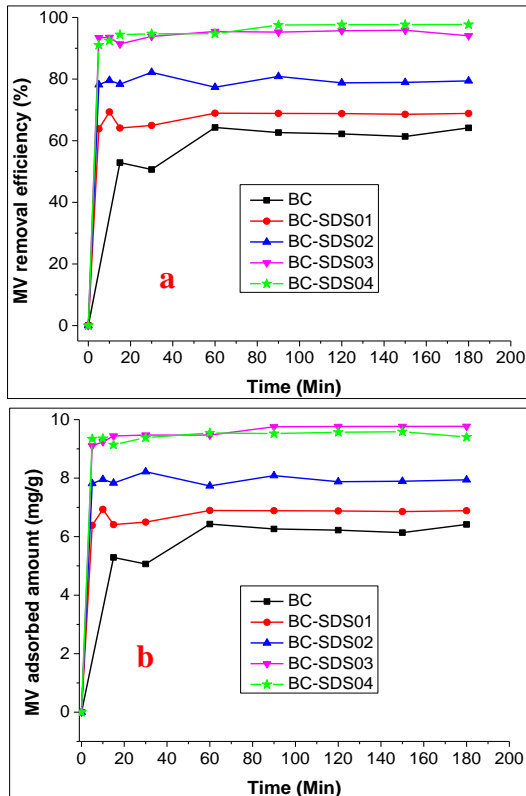 100
80
60
40
20
0
MV removal efficiency (%)
BC
BC-SDS01
BC-SDS02
BC-SDS03
BC-SDS04
a
0 20 40 60 80 100 120 140 160 180 200
Time (Min)
10
8
6
4
2
0
MV adsorbed amount (mg/g)
BC
BC-SDS01
BC-SDS02
BC-SDS03
BC-SDS04
b
0 20 40 60 80 100 120 140 160 180 200
Time (Min)